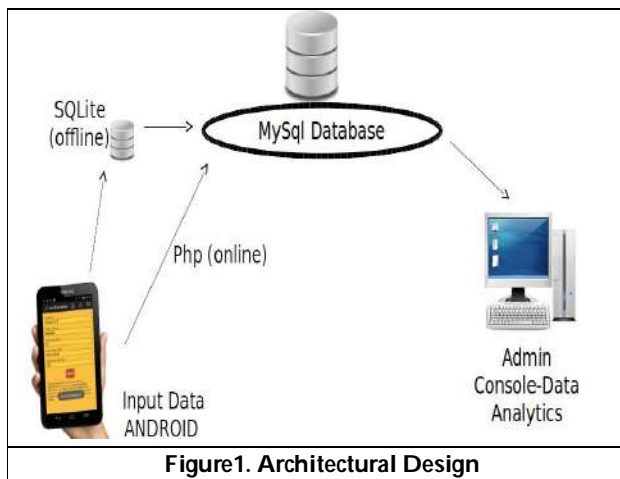 SQLite
(offline)
MySql Database
Php (online)
Input Data
ANDROID
Admin
Console-Data
Analytics
Figure1. Architectural Design